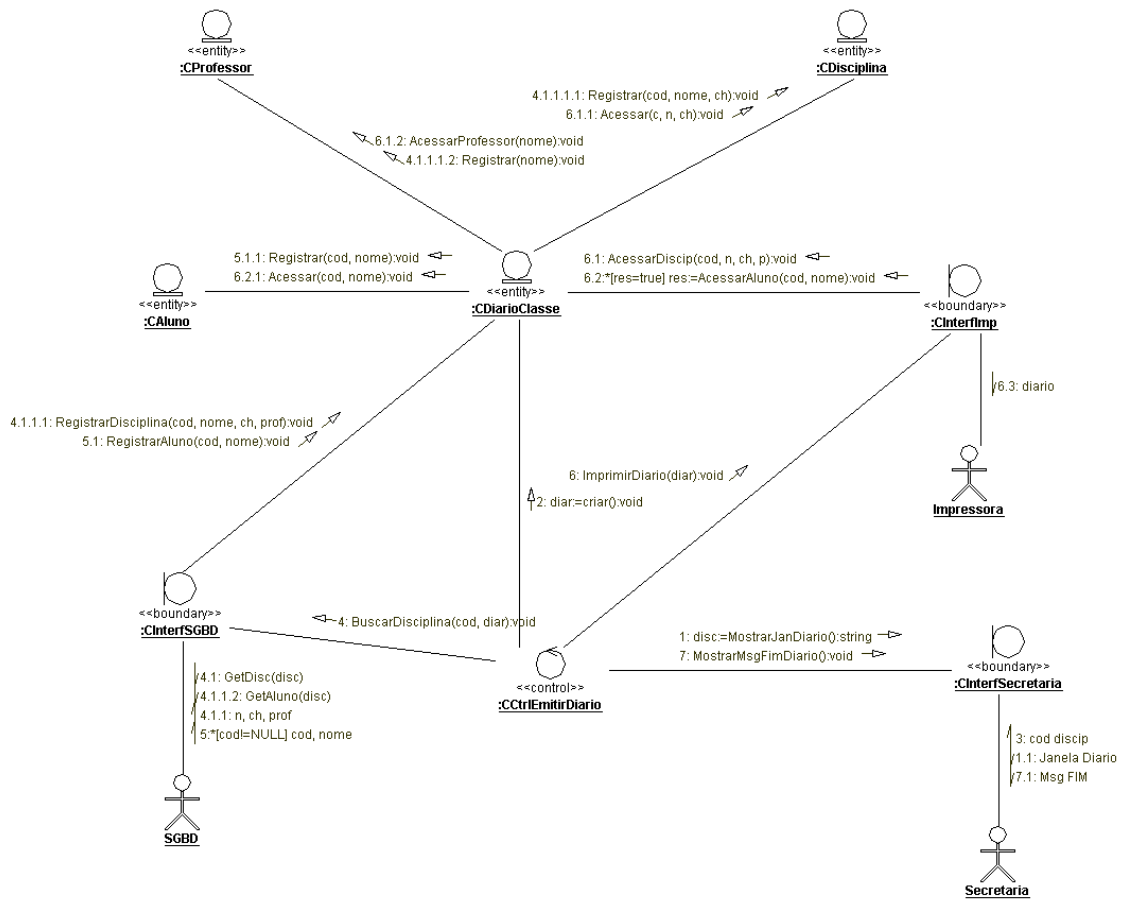 <<entity>>
:CProfessor
<<entity>>
:CDisciplina
4.1.1.1.1: Registrar(cod, nome, ch):void
6.1.1: Acessar(c, n, ch):void
6.1.2: AcessarProfessor(nome):void
4.1.1.1.2: Registrar(nome):void
5.1.1: Registrar(cod, nome):void
6.2.1: Acessar(cod, nome):void
6.1: AcessarDiscip(cod, n, ch, p):void
6.2:*[res=true] res:=AcessarAluno(cod, nome):void
<<entity>>
:CAluno
<<entity>>
:CDiarioClasse
<<boundary>>
:CInterfImp
6.3: diario
4.1.1.1: RegistrarDisciplina(cod, nome, ch, prof):void
5.1: RegistrarAluno(cod, nome):void
6: ImprimirDiario(diar):void
2: diar:=criar():void
Impressora
<<boundary>>
:CInterfSGBD
4: BuscarDisciplina(cod, diar):void
1: disc:=MostrarJanDiario():string
7: MostrarMsgFimDiario():void
<<control>>
:CCtrlEmitirDiario
<<boundary>>
:CInterfSecretaria
4.1: GetDisc(disc)
4.1.1.2: GetAluno(disc)
4.1.1: n, ch, prof
5:*[cod!=NULL] cod, nome
3: cod discip
1.1: Janela Diario
7.1: Msg FIM
SGBD
Secretaria